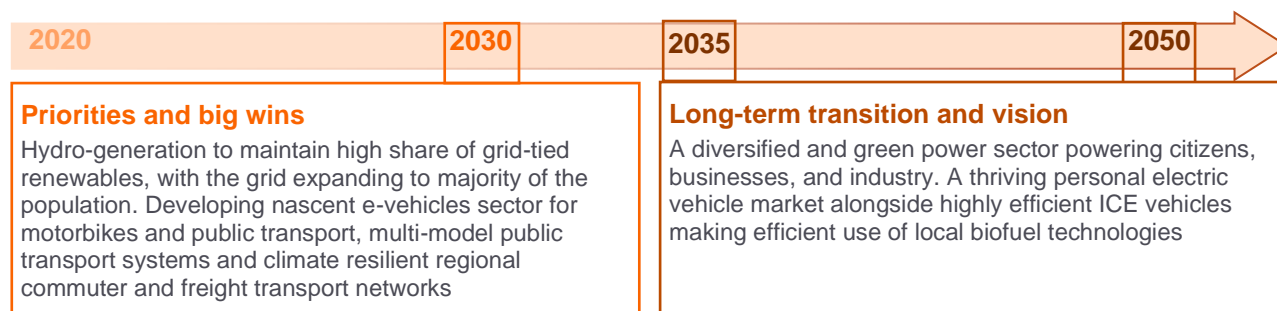 2020
2030
2035
2050
Priorities and big wins
Hydro-generation to maintain high share of grid-tied
renewables, with the grid expanding to majority of the
population. Developing nascent e-vehicles sector for
motorbikes and public transport, multi-model public
transport systems and climate resilient regional
commuter and freight transport networks
Long-term transition and vision
A diversified and green power sector powering citizens,
businesses, and industry. A thriving personal electric
vehicle market alongside highly efficient ICE vehicles
making efficient use of local biofuel technologies